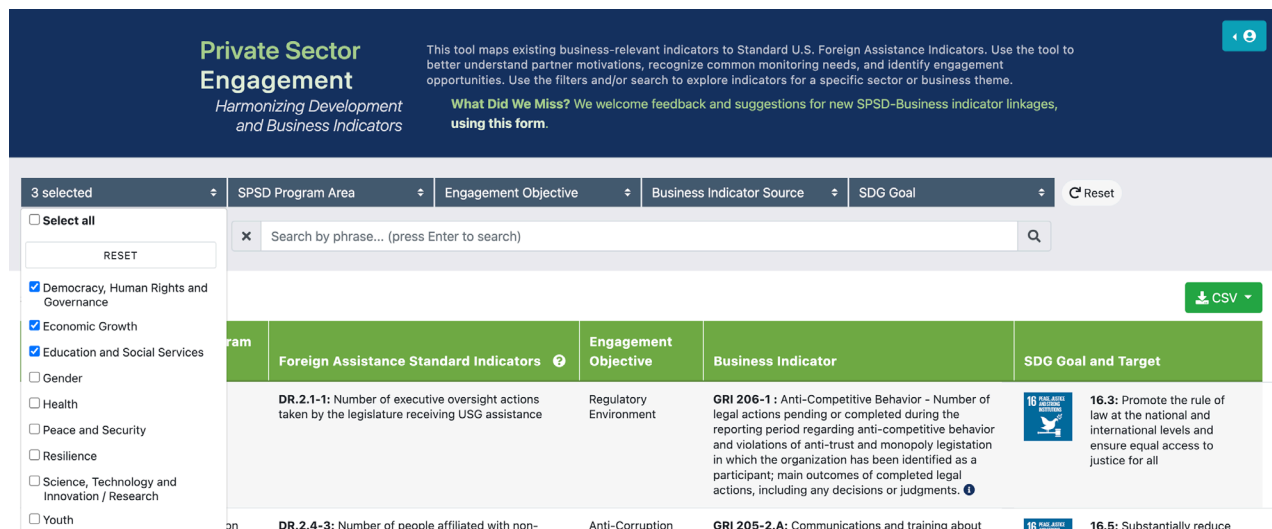 Private Sector
Engagement
Harmonizing Development
and Business Indicators
This tool maps existing business-relevant indicators to Standard U.S. Foreign Assistance Indicators. Use the tool to
better understand partner motivations, recognize common monitoring needs, and identify engagement
opportunities. Use the filters and/or search to explore indicators for a specific sector or business theme.
What Did We Miss? We welcome feedback and suggestions for new SPSD-Business indicator linkages,
using this form.
3 selected
SPSD Program Area
Engagement Objective
Business Indicator Source
SDG Goal
Reset
Select all
RESET
Democracy, Human Rights and
Governance
Economic Growth
Education and Social Services
Gender
Health
Peace and Security
Resilience
Science, Technology and
Innovation / Research
Youth
Search by phrase... (press Enter to search)
CSV
ram
Foreign Assistance Standard Indicators
Engagement
Objective
Business Indicator
SDG Goal and Target
DR.2.1-1: Number of executive oversight actions
taken by the legislature receiving USG assistance
Regulatory
Environment
GRI 206-1 : Anti-Competitive Behavior - Number of
legal actions pending or completed during the
reporting period regarding anti-competitive behavior
and violations of anti-trust and monopoly legistation
in which the organization has been identified as a
participant; main outcomes of completed legal
actions, including any decisions or judgments.
16 PEACE, JUSTICE
AND STRONG
INSTITUTIONS
16.3: Promote the rule of
law at the national and
international levels and
ensure equal access to
justice for all
on
DR.2.4-3: Number of people affiliated with non-
Anti-Corruption
GRI 205-2.A: Communications and training about
16 PEACE, JUSTICE
16.5: Substantially reduce